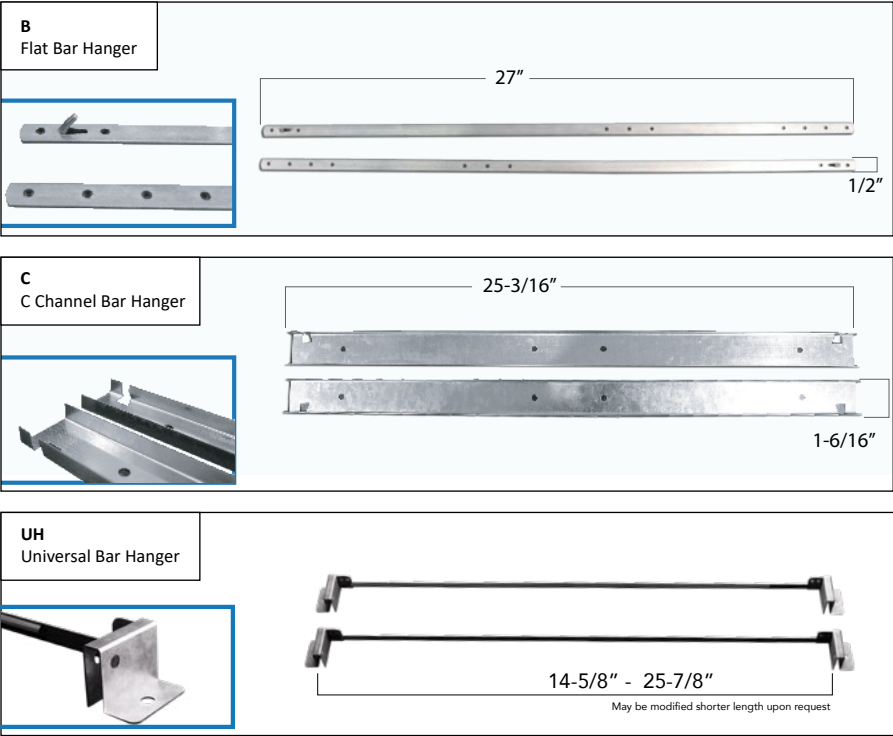 B
Flat Bar Hanger
27”
1/2”
C
C Channel Bar Hanger
25-3/16”
1-6/16”
UH
Universal Bar Hanger
14-5/8” - 25-7/8”
May be modified shorter length upon request